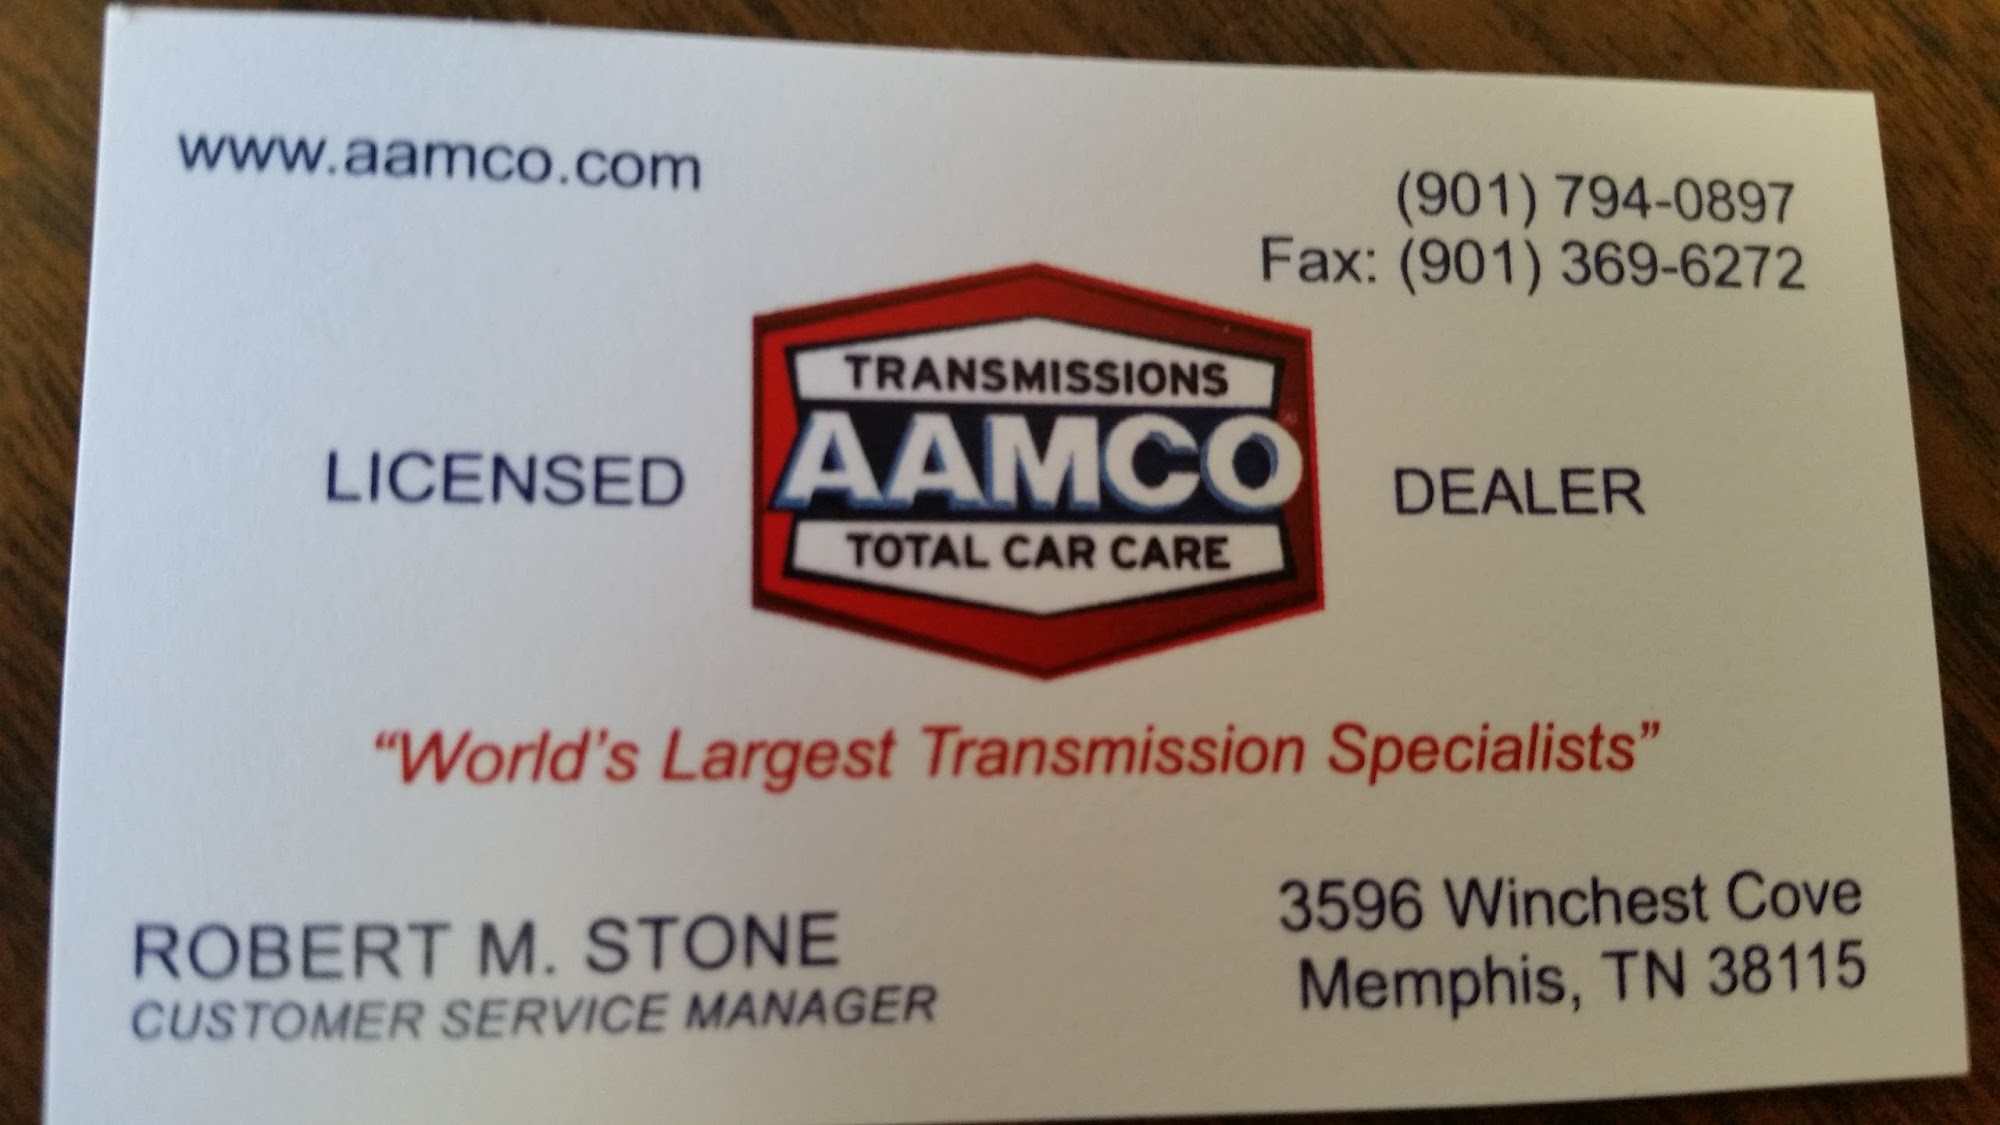 www.aamco.com
(901) 794-0897
Fax: (901) 369-6272
TRANSMISSIONS
LICENSED AAMCO DEALER
TOTAL CAR CARE
“World’s Largest Transmission Specialists”
ROBERT M. STONE
CUSTOMER SERVICE MANAGER
3596 Winchest Cove
Memphis, TN 38115